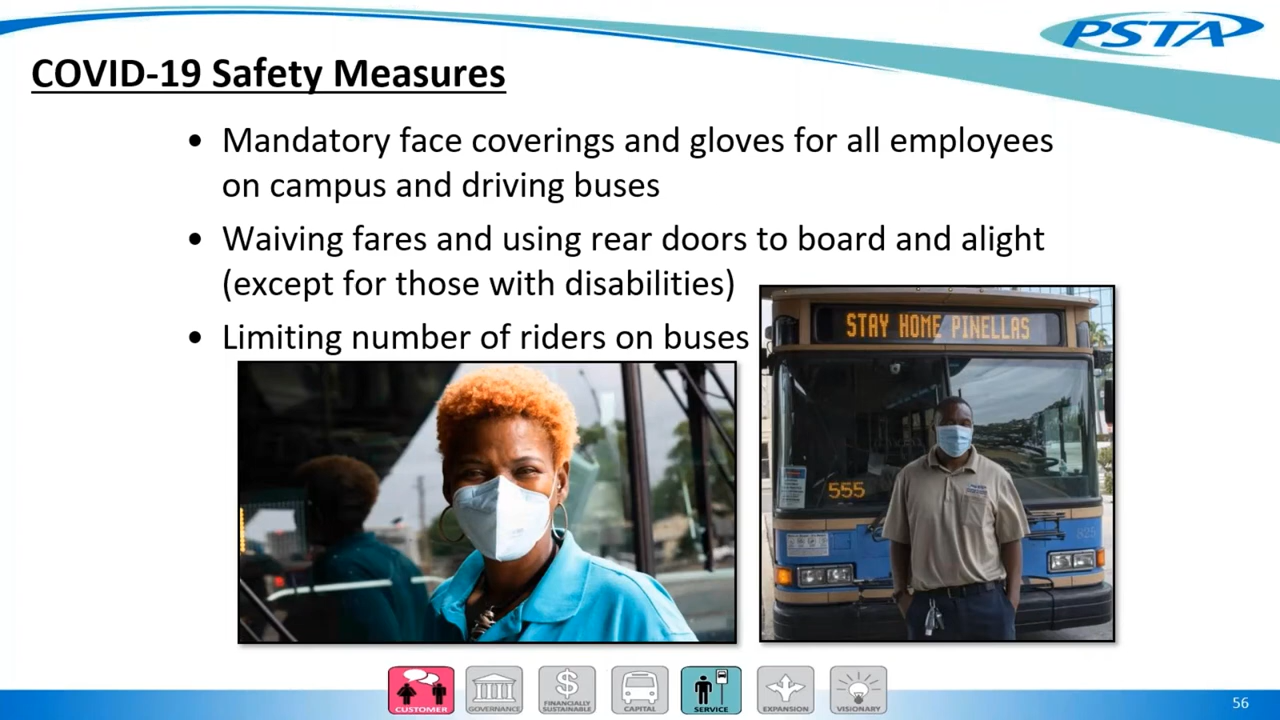 PSTA
COVID-19 Safety Measures
• Mandatory face coverings and gloves for all employees
on campus and driving buses
• Waiving fares and using rear doors to board and alight
(except for those with disabilities)
• Limiting number of riders on buses
STAY HOME PINELLAS
555
825
CUSTOMER
GOVERNANCE
FINANCIALLY
SUSTAINABLE
CAPITAL
SERVICE
EXPANSION
VISIONARY
56